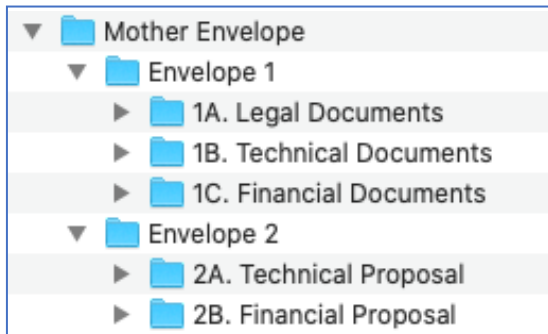 Mother Envelope
Envelope 1
1A. Legal Documents
1B. Technical Documents
1C. Financial Documents
Envelope 2
2A. Technical Proposal
2B. Financial Proposal